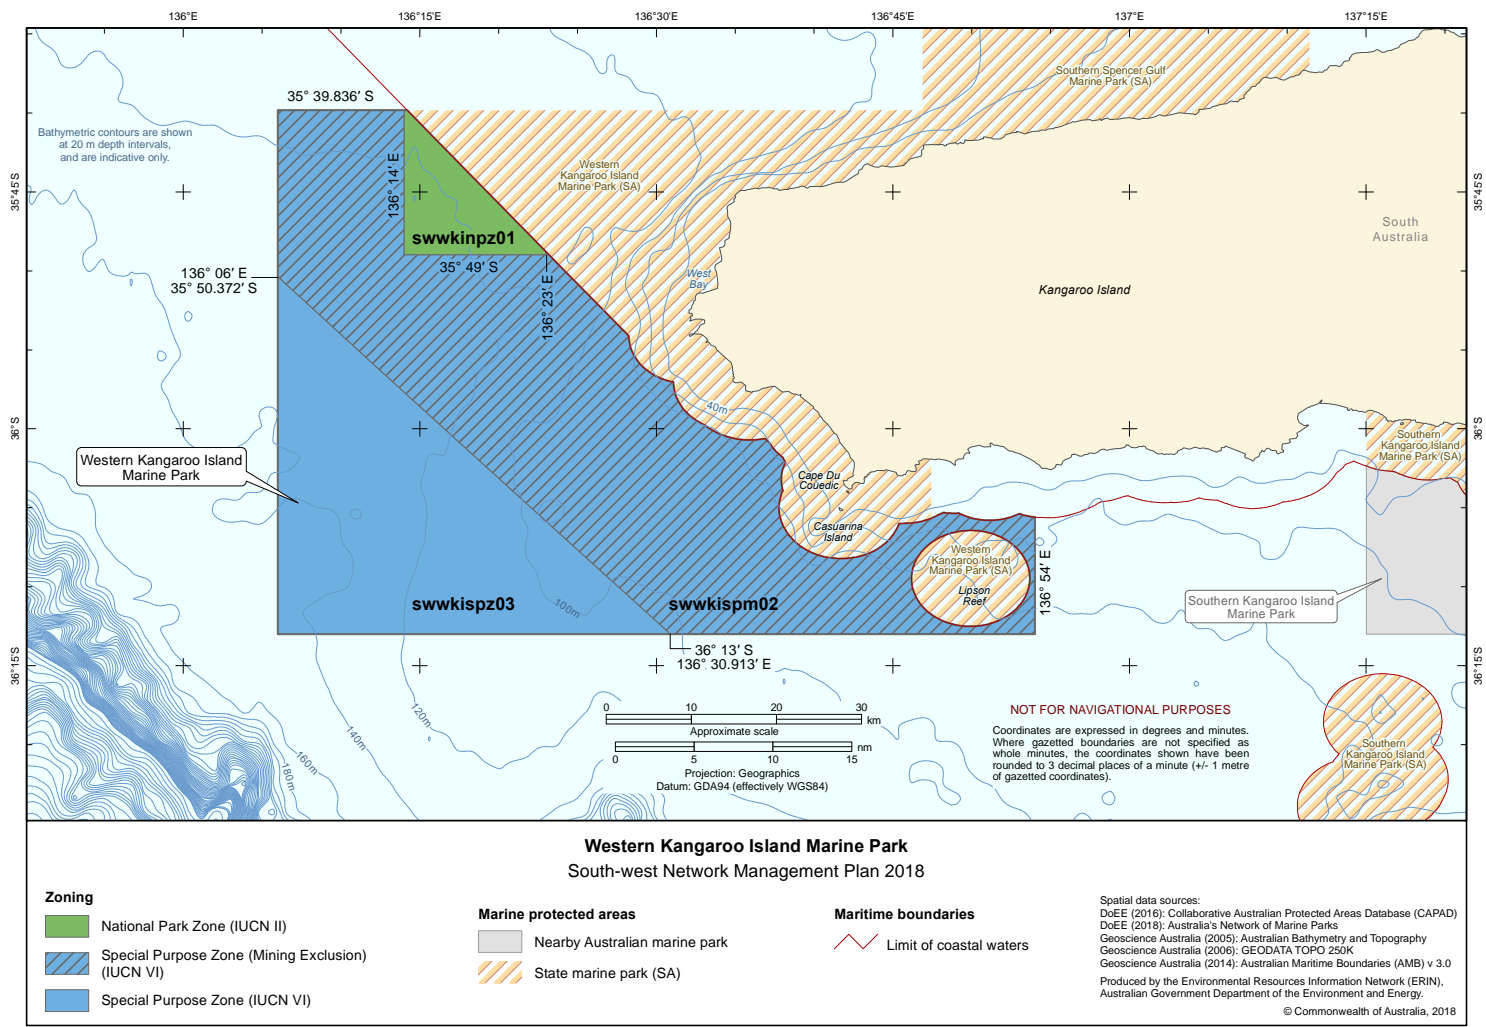 136°E
136°15′E
136°30′E
136°45′E
137°E
137°15′E
35° 39.836′ S
Bathymetric contours are shown
at 20 m depth intervals,
and are indicative only.
Southern Spencer Gulf
Marine Park (SA)
Western
Kangaroo Island
Marine Park (SA)
136° 14′ E
35°45′S
35°45′S
South
Australia
swwkinpz01
35° 49′ S
136° 06′ E
35° 50.372′ S
136° 23′ E
West
Bay
Kangaroo Island
40m
36°S
36°S
Western Kangaroo Island
Marine Park
Southern
Kangaroo Island
Marine Park (SA)
Cape Du
Couedic
Casuarina
Island
Western
Kangaroo Island
Marine Park (SA)
Lipson
Reef
136° 54′ E
swwkispz03
100m
swwkispm02
Southern Kangaroo Island
Marine Park
36° 13′ S
136° 30.913′ E
36°15′S
36°15′S
120m
140m
160m
180m
0 10 20 30 km
Approximate scale
nm
0 5 10 15
Projection: Geographics
Datum: GDA94 (effectively WGS84)
NOT FOR NAVIGATIONAL PURPOSES
Coordinates are expressed in degrees and minutes.
Where gazetted boundaries are not specified as
whole minutes, the coordinates shown have been
rounded to 3 decimal places of a minute (+/- 1 metre
of gazetted coordinates).
Southern
Kangaroo Island
Marine Park (SA)
Western Kangaroo Island Marine Park
South-west Network Management Plan 2018
Zoning
National Park Zone (IUCN II)
Special Purpose Zone (Mining Exclusion)
(IUCN VI)
Special Purpose Zone (IUCN VI)
Marine protected areas
Nearby Australian marine park
State marine park (SA)
Maritime boundaries
Limit of coastal waters
Spatial data sources:
DoEE (2016): Collaborative Australian Protected Areas Database (CAPAD)
DoEE (2018): Australia's Network of Marine Parks
Geoscience Australia (2005): Australian Bathymetry and Topography
Geoscience Australia (2006): GEODATA TOPO 250K
Geoscience Australia (2014): Australian Maritime Boundaries (AMB) v 3.0
Produced by the Environmental Resources Information Network (ERIN),
Australian Government Department of the Environment and Energy.
© Commonwealth of Australia, 2018